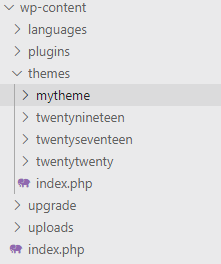 wp-content
languages
plugins
themes
mytheme
twentynineteen
twentyseventeen
twentytwenty
index.php
upgrade
uploads
index.php